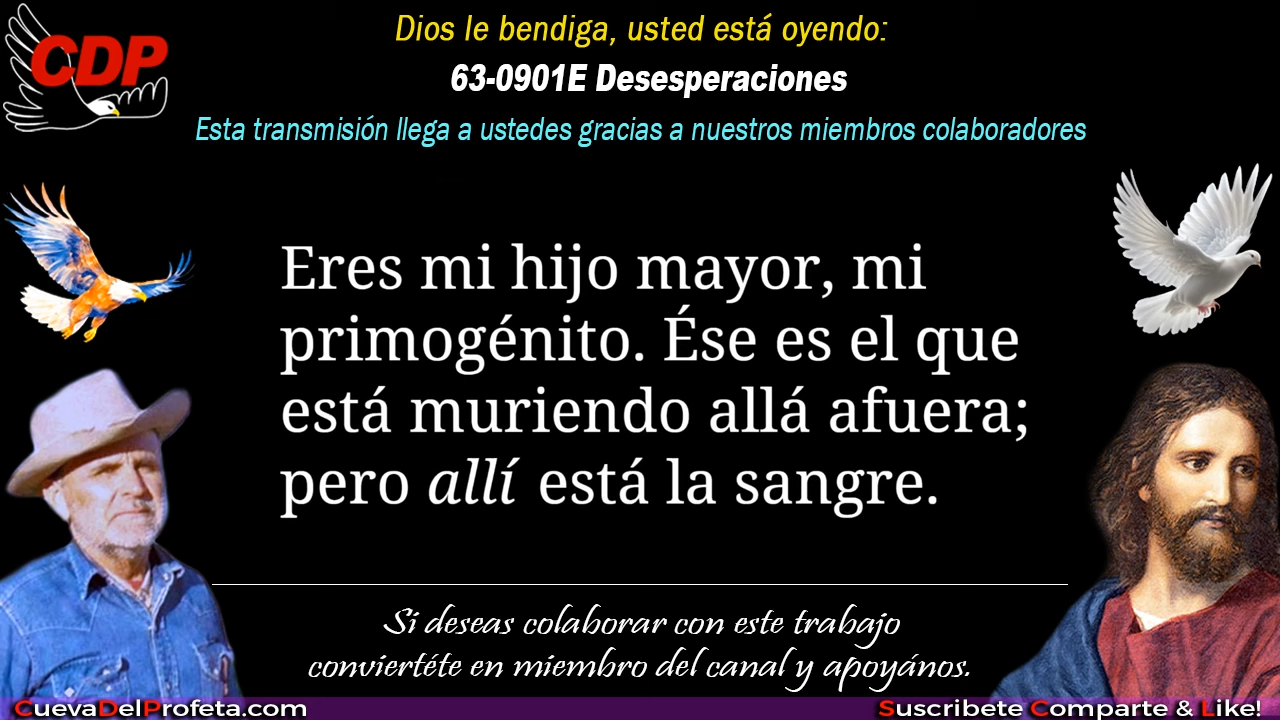 CDP
Dios le bendiga, usted está oyendo:
63-0901E Desesperaciones
Esta transmisión llega a ustedes gracias a nuestros miembros colaboradores
Eres mi hijo mayor, mi
primogénito. Ése es el que
está muriendo allá afuera;
pero allí está la sangre.
Si deseas colaborar con este trabajo
conviertéte en miembro del canal y apoyános.
CuevaDelProfeta.com
Suscribete Comparte & Like!